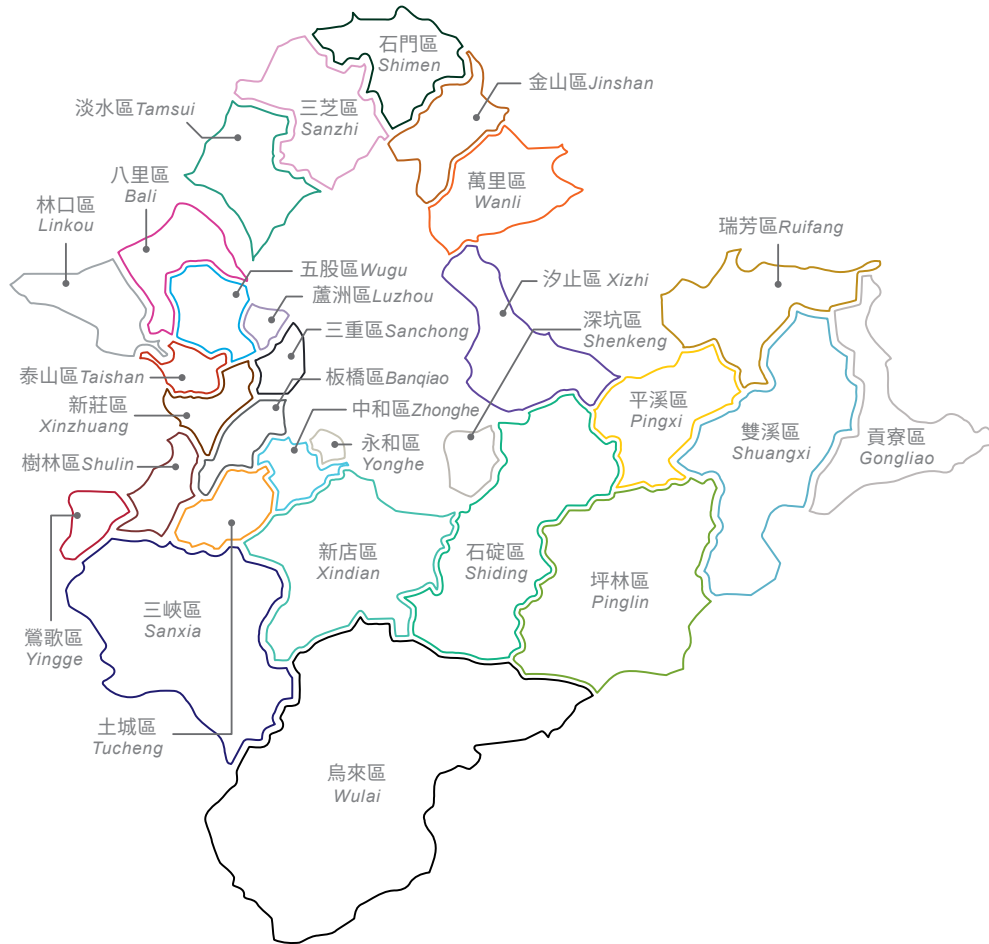 石門區
Shimen
金山區Jinshan
淡水區Tamsui
三芝區
Sanzhi
八里區
Bali
萬里區
Wanli
林口區
Linkou
瑞芳區Ruifang
五股區Wugu
汐止區 Xizhi
蘆洲區Luzhou
深坑區
Shenkeng
三重區Sanchong
泰山區Taishan
板橋區Banqiao
新莊區
Xinzhuang
中和區Zhonghe
平溪區
Pingxi
雙溪區
Shuangxi
貢寮區
Gongliao
永和區
Yonghe
樹林區Shulin
新店區
Xindian
石碇區
Shiding
坪林區
Pinglin
三峽區
Sanxia
鶯歌區
Yingge
土城區
Tucheng
烏來區
Wulai